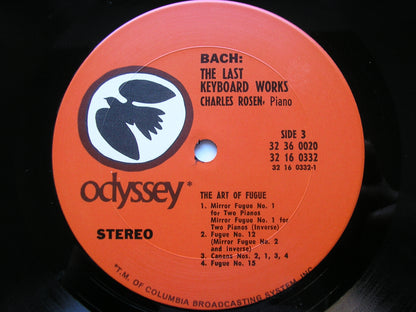 BACH:
THE LAST
KEYBOARD WORKS
CHARLES ROSEN, Piano
SIDE 3
32 36 0020
32 16 0332
32 16 0332-1
odyssey*
STEREO
THE ART OF FUGUE
1. Mirror Fugue No. 1
for Two Pianos
Mirror Fugue No. 1 for
Two Pianos (Inverse)
2. Fugue No. 12
(Mirror Fugue No. 2
and Inverse)
3. Canons Nos. 2, 1, 3, 4
4. Fugue No. 15
*T.M. OF COLUMBIA BROADCASTING SYSTEM, INC.